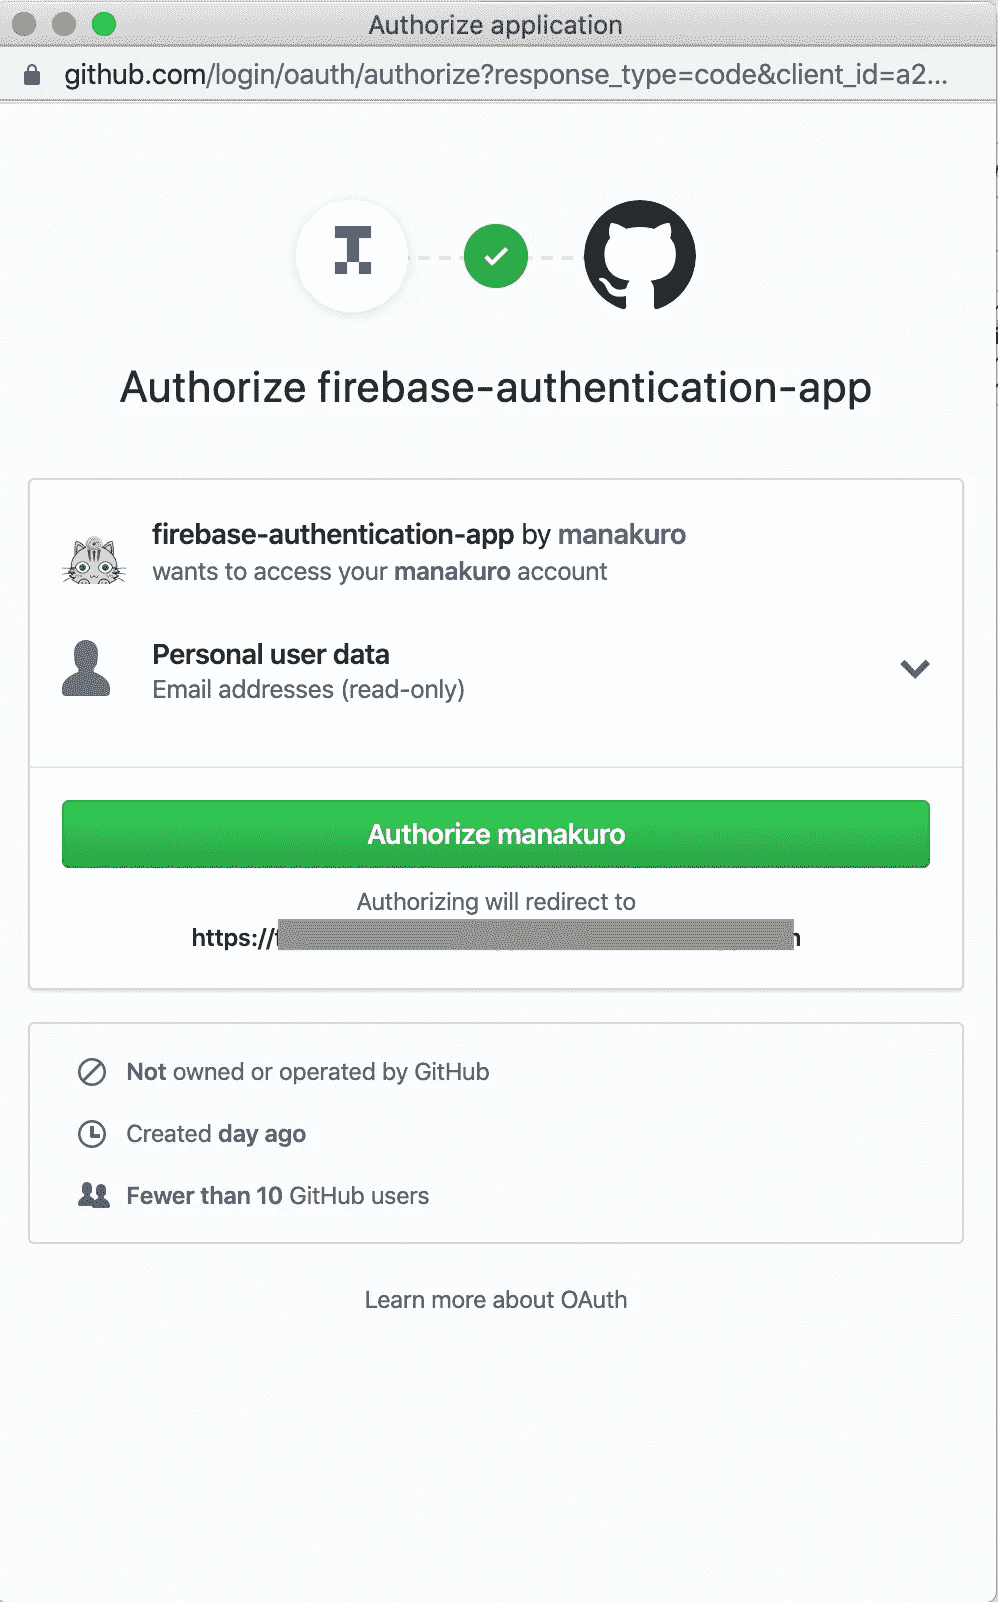 Authorize application
github.com/login/oauth/authorize?response_type=code&client_id=a2...
Authorize firebase-authentication-app
firebase-authentication-app by manakuro
wants to access your manakuro account
Personal user data
Email addresses (read-only)
Authorize manakuro
Authorizing will redirect to
https://
Not owned or operated by GitHub
Created day ago
Fewer than 10 GitHub users
Learn more about OAuth